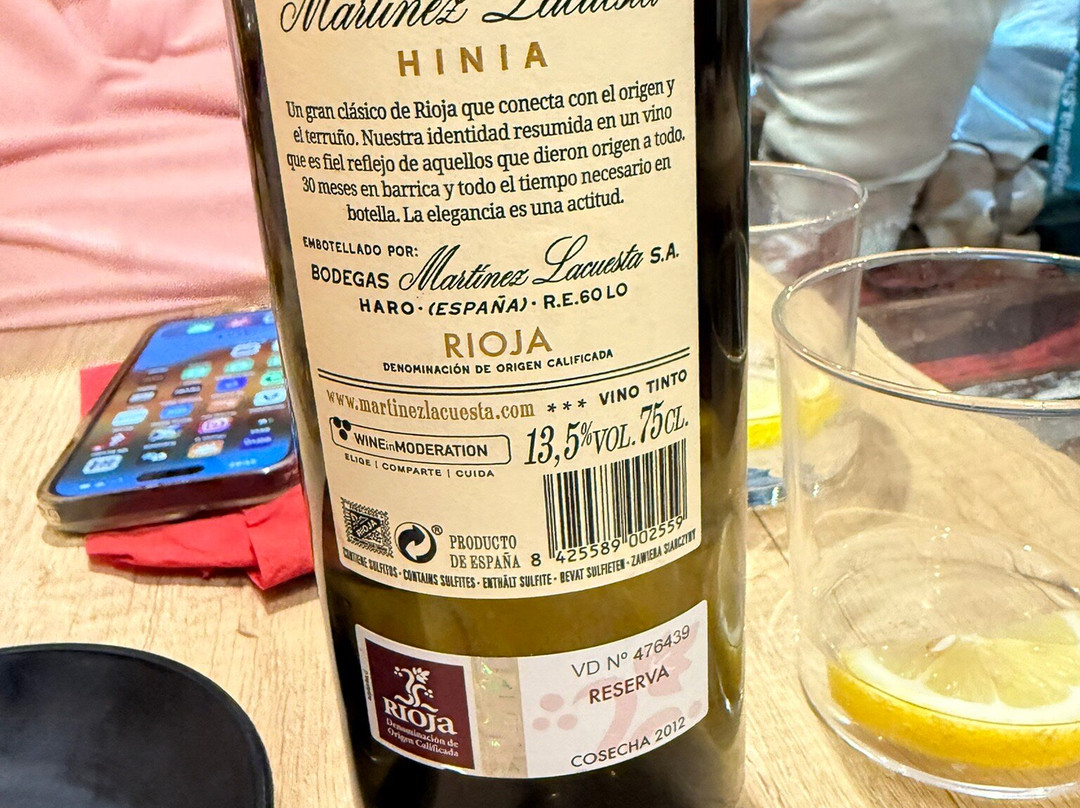 Martínez Lacuesta
HINIA
Un gran clásico de Rioja que conecta con el origen y
el terruño. Nuestra identidad resumida en un vino
que es fiel reflejo de aquellos que dieron origen a todo.
30 meses en barrica y todo el tiempo necesario en
botella. La elegancia es una actitud.
EMBOTELLADO POR:
BODEGAS Martínez Lacuesta S.A.
HARO · (ESPAÑA) · R.E.60 LO
RIOJA
DENOMINACIÓN DE ORIGEN CALIFICADA
www.martinezlacuesta.com *** VINO TINTO
WINEinMODERATION 13,5%VOL. 75CL.
ELIGE | COMPARTE | CUIDA
RIOJA
PRODUCTO
DE ESPAÑA
8 425589 002559
CONTIENE SULFITOS · CONTAINS SULFITES · ENTHÄLT SULFITE · BEVAT SULFIETEN · ZAWIERA SIARCZYNY
VD Nº 476439
RESERVA
COSECHA 2012
RIOJA
Denominación de
Origen Calificada